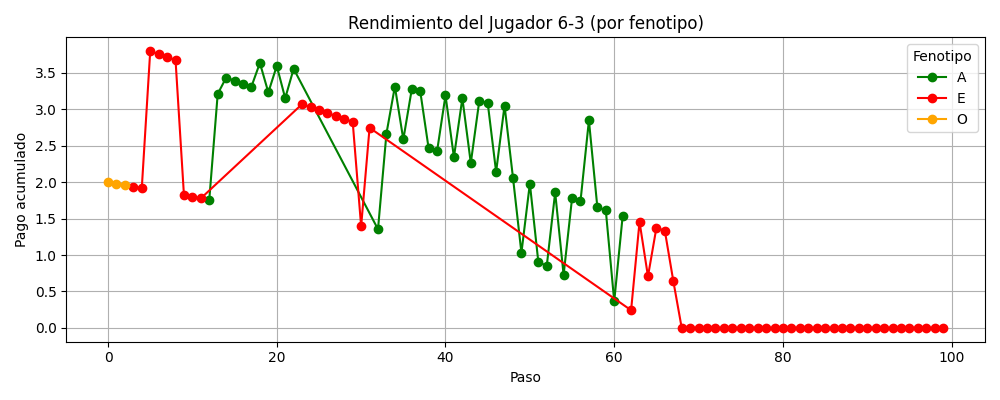 Rendimiento del Jugador 6-3 (por fenotipo)
Pago acumulado
3.5
3.0
2.5
2.0
1.5
1.0
0.5
0.0
0 20 40 60 80 100
Paso
Fenotipo
A
E
O